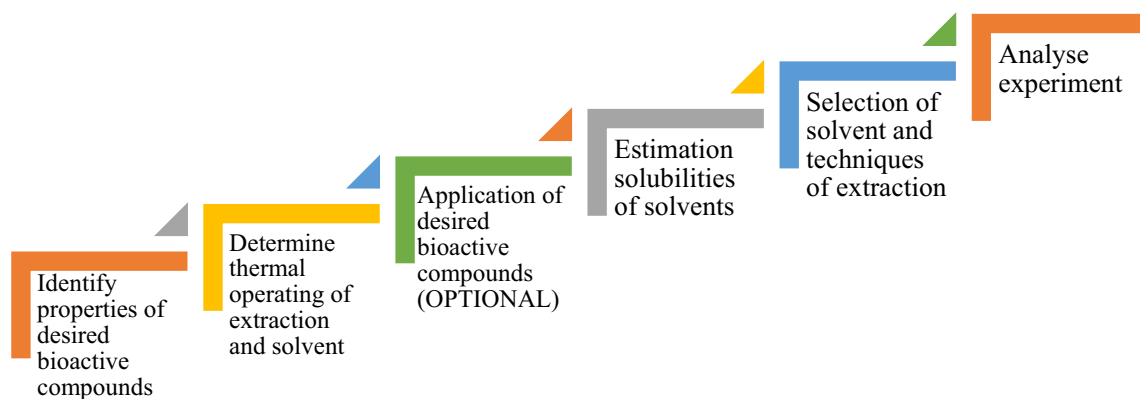 Identify
properties of
desired
bioactive
compounds
Determine
thermal
operating of
extraction
and solvent
Application of
desired
bioactive
compounds
(OPTIONAL)
Estimation
solubilities
of solvents
Selection of
solvent and
techniques
of extraction
Analyse
experiment